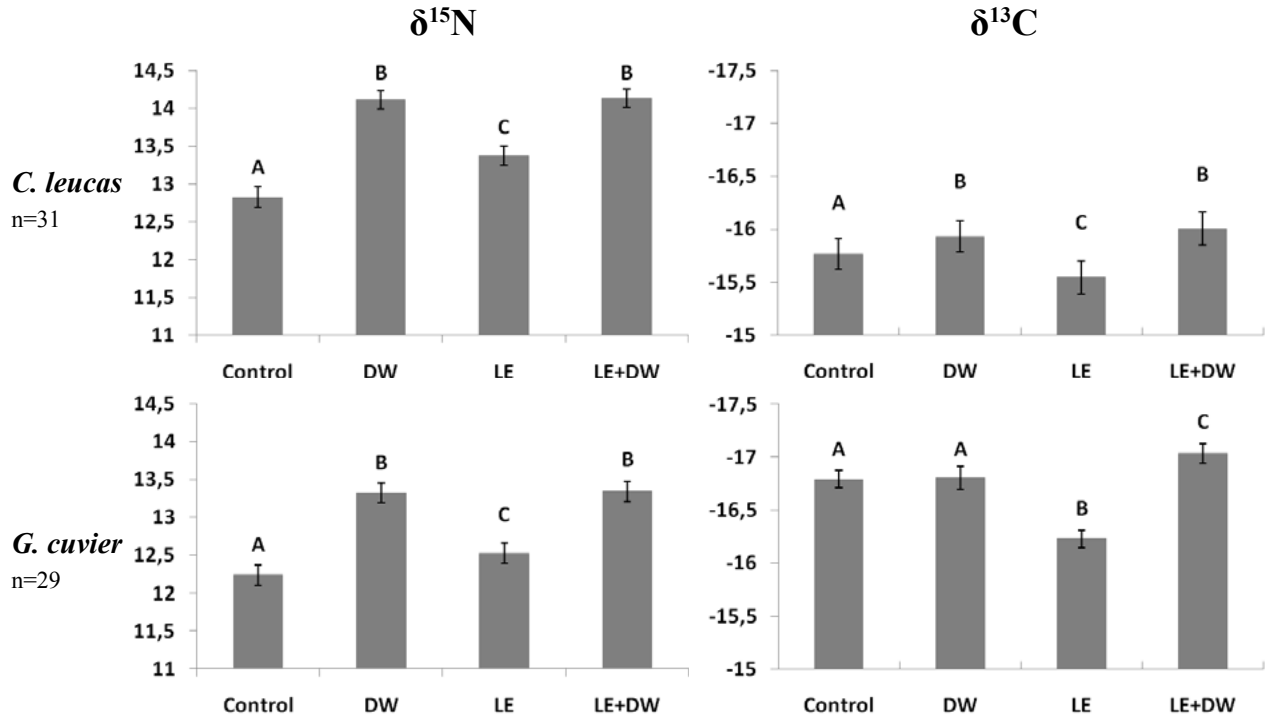 δ¹⁵N
δ¹³C
C. leucas
n=31
14,5
14
13,5
13
12,5
12
11,5
11
A
B
C
B
Control DW LE LE+DW
-17,5
-17
-16,5
-16
-15,5
-15
A
B
C
B
Control DW LE LE+DW
G. cuvier
n=29
14,5
14
13,5
13
12,5
12
11,5
11
A
B
C
B
Control DW LE LE+DW
-17,5
-17
-16,5
-16
-15,5
-15
A
A
B
C
Control DW LE LE+DW